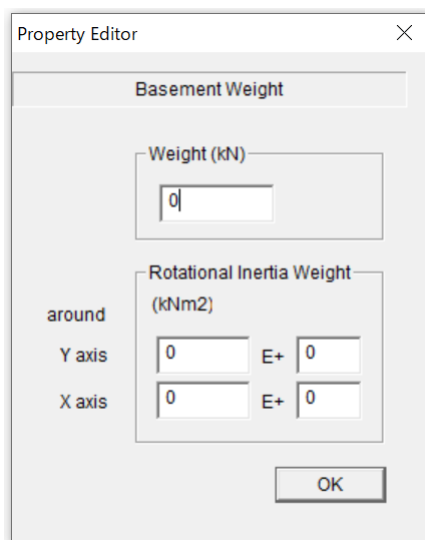 Property Editor
Basement Weight
Weight (kN)
0
Rotational Inertia Weight
(kNm2)
around
Y axis 0 E+ 0
X axis 0 E+ 0
OK